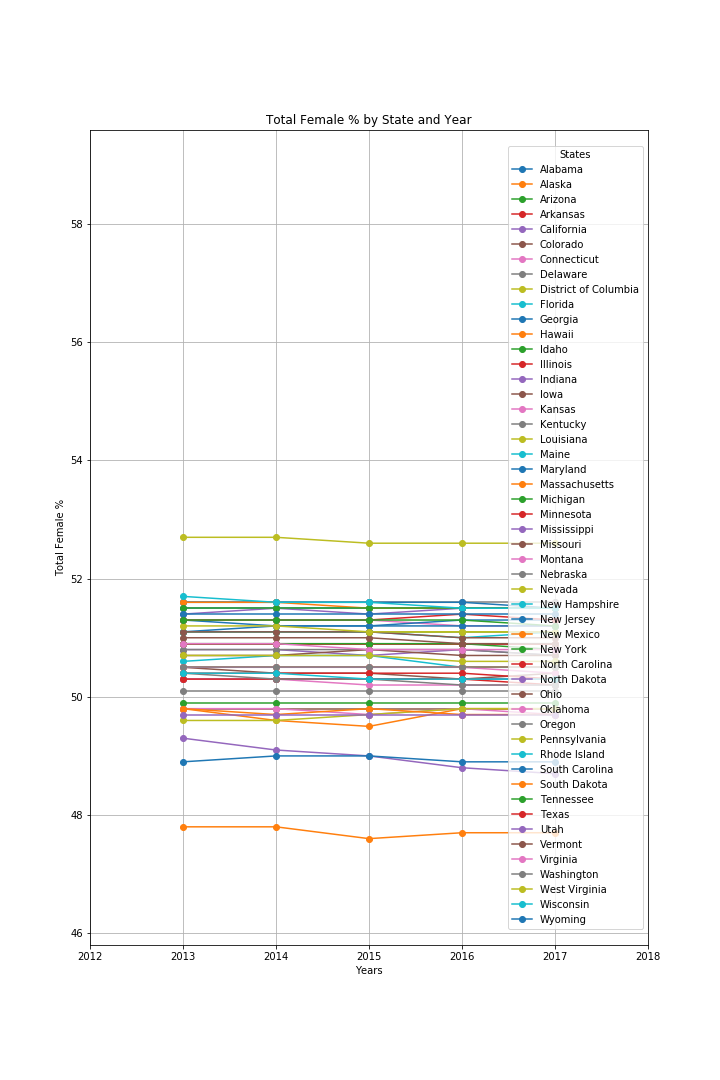 Total Female % by State and Year
Total Female %
58
56
54
52
50
48
46
2012
2013
2014
2015
2016
2017
2018
Years
States
Alabama
Alaska
Arizona
Arkansas
California
Colorado
Connecticut
Delaware
District of Columbia
Florida
Georgia
Hawaii
Idaho
Illinois
Indiana
Iowa
Kansas
Kentucky
Louisiana
Maine
Maryland
Massachusetts
Michigan
Minnesota
Mississippi
Missouri
Montana
Nebraska
Nevada
New Hampshire
New Jersey
New Mexico
New York
North Carolina
North Dakota
Ohio
Oklahoma
Oregon
Pennsylvania
Rhode Island
South Carolina
South Dakota
Tennessee
Texas
Utah
Vermont
Virginia
Washington
West Virginia
Wisconsin
Wyoming